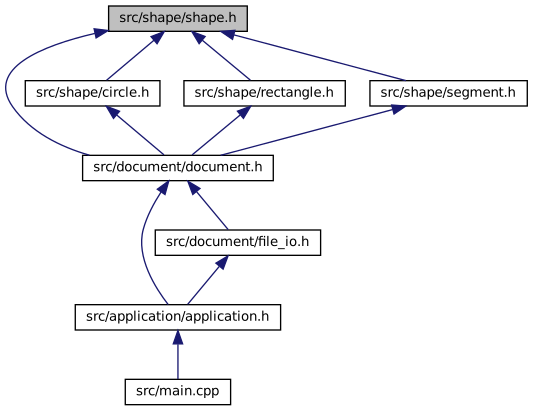 src/shape/shape.h
src/shape/circle.h
src/shape/rectangle.h
src/shape/segment.h
src/document/document.h
src/document/file_io.h
src/application/application.h
src/main.cpp